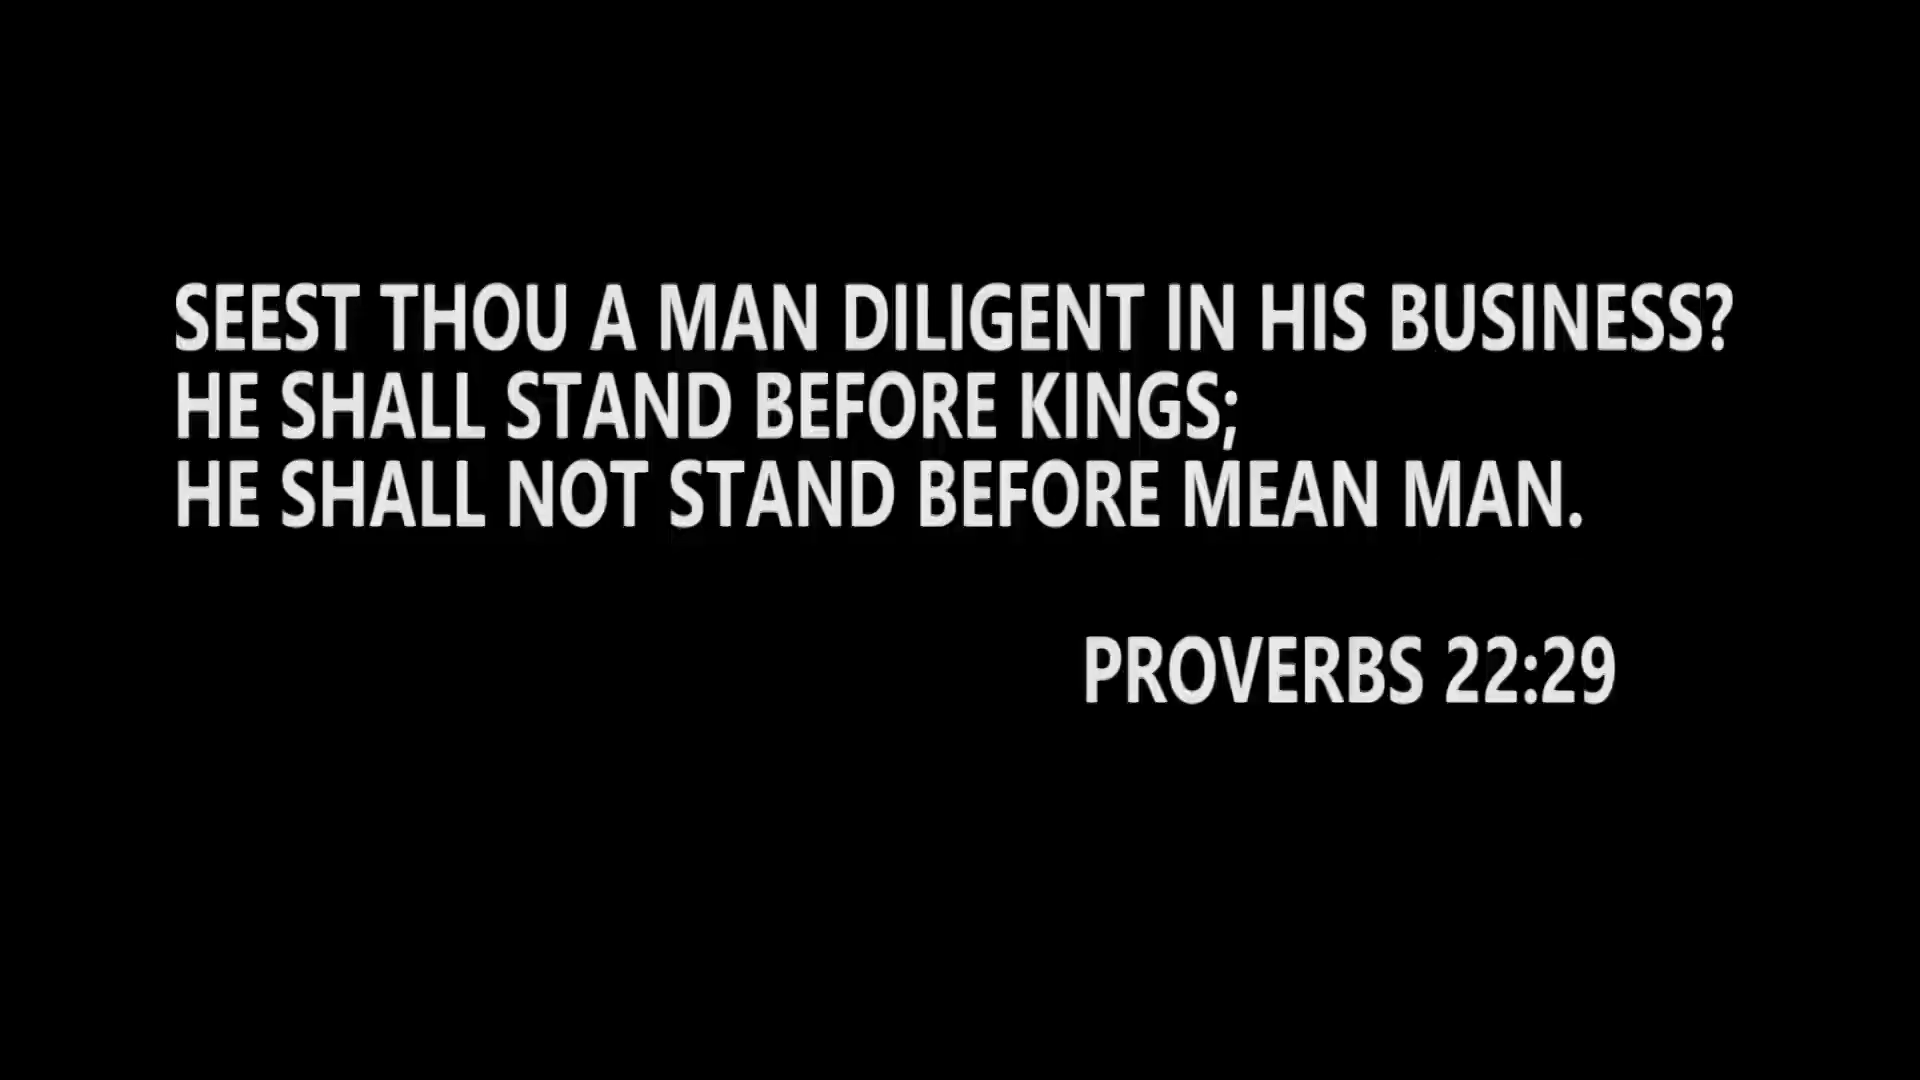 SEEST THOU A MAN DILIGENT IN HIS BUSINESS?
HE SHALL STAND BEFORE KINGS;
HE SHALL NOT STAND BEFORE MEAN MAN.
PROVERBS 22:29